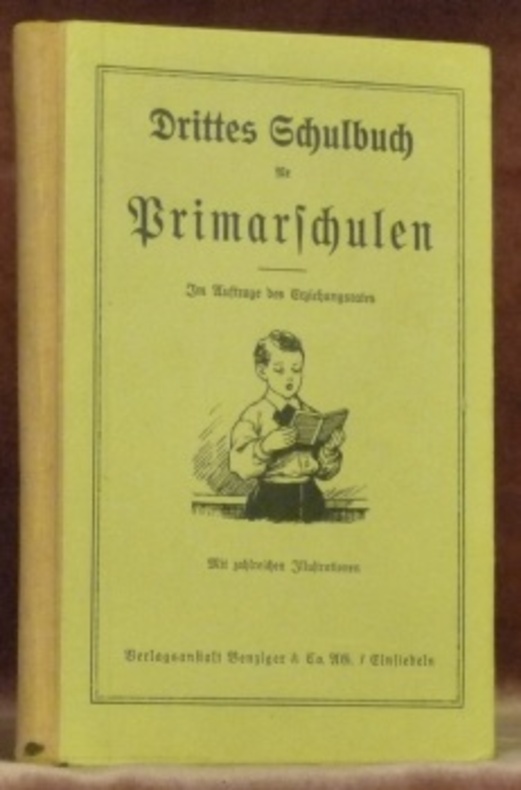 Drittes Schulbuch
für
Primarſchulen
Im Auftrage des Erziehungsrates
Mit zahlreichen Illuſtrationen
Verlagsanſtalt Benziger & Co. AG. / Einſiedeln